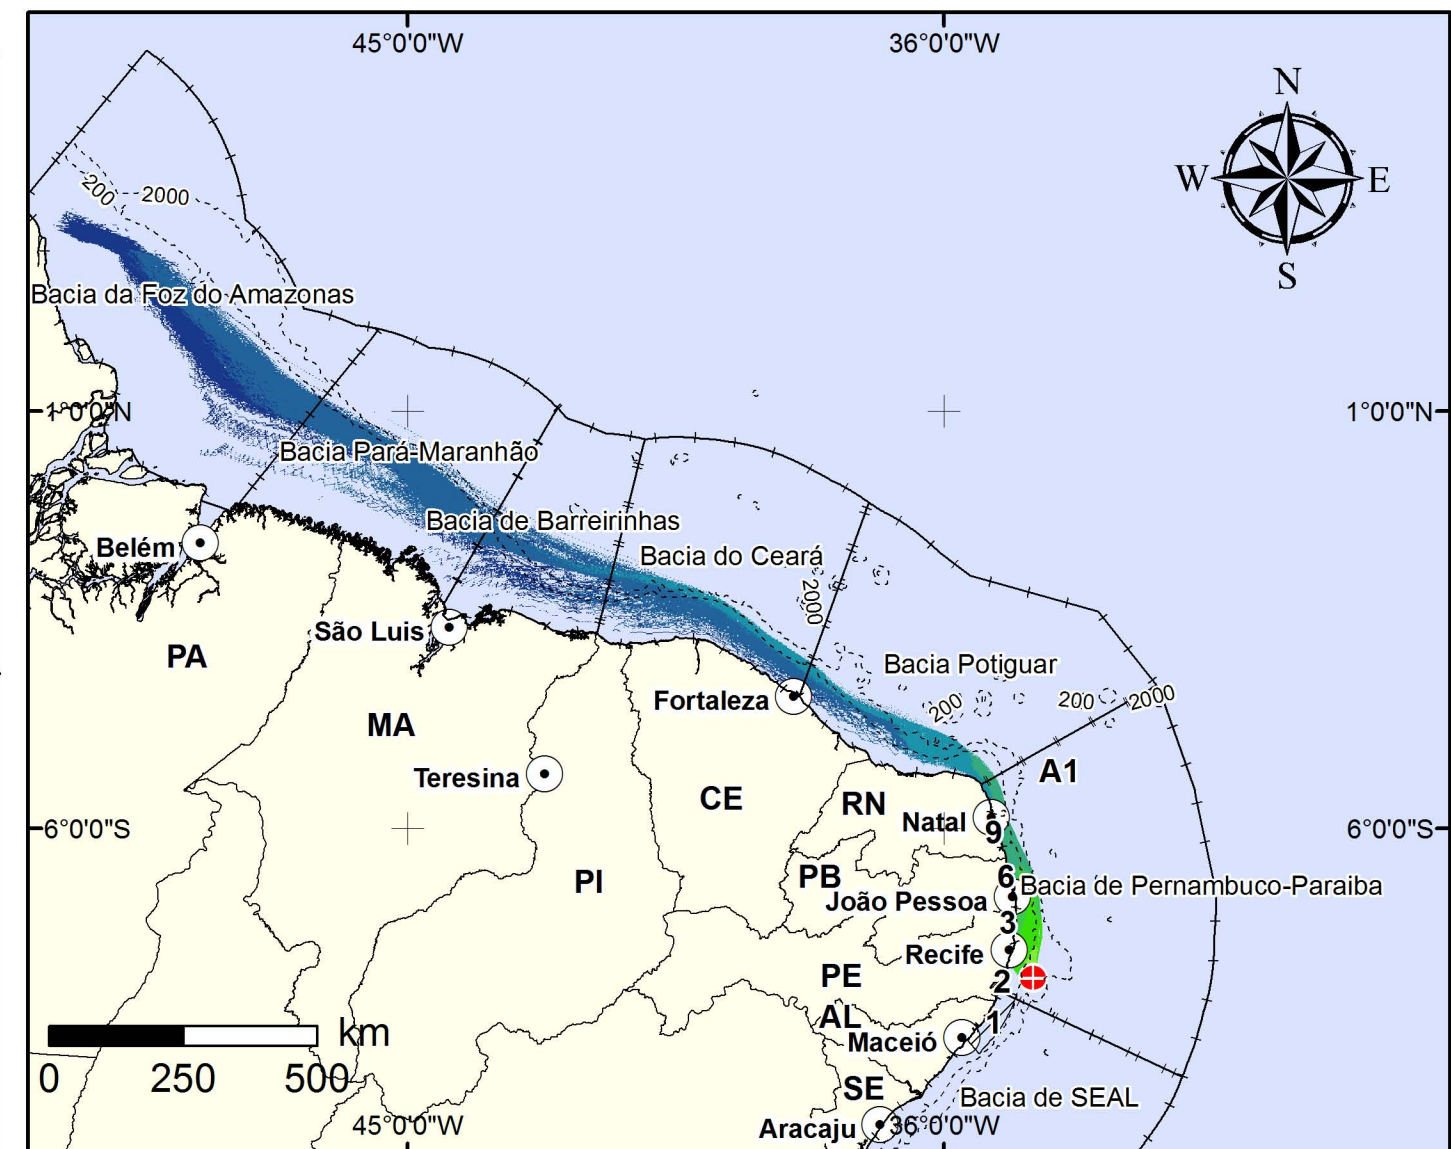 45°0'0"W
36°0'0"W
N
W
E
S
200
2000
Bacia da Foz do Amazonas
1°0'0"N
1°0'0"N
Bacia Pará-Maranhão
Bacia de Barreirinhas
Belém
Bacia do Ceará
2000
São Luis
PA
Bacia Potiguar
Fortaleza
200
200
2000
MA
Teresina
A1
CE
RN
Natal
9
6°0'0"S
6°0'0"S
PI
PB
6
Bacia de Pernambuco-Paraiba
João Pessoa
3
Recife
PE
2
AL
1
Maceió
km
0
250
500
SE
Bacia de SEAL
45°0'0"W
Aracaju
36°0'0"W